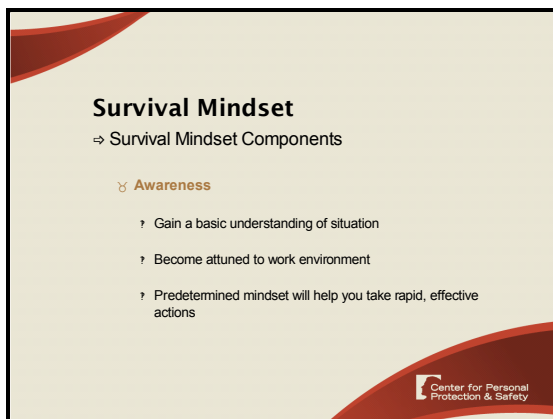 Survival Mindset
⇨ Survival Mindset Components
♉ Awareness
? Gain a basic understanding of situation
? Become attuned to work environment
? Predetermined mindset will help you take rapid, effective
actions
Center for Personal
Protection & Safety